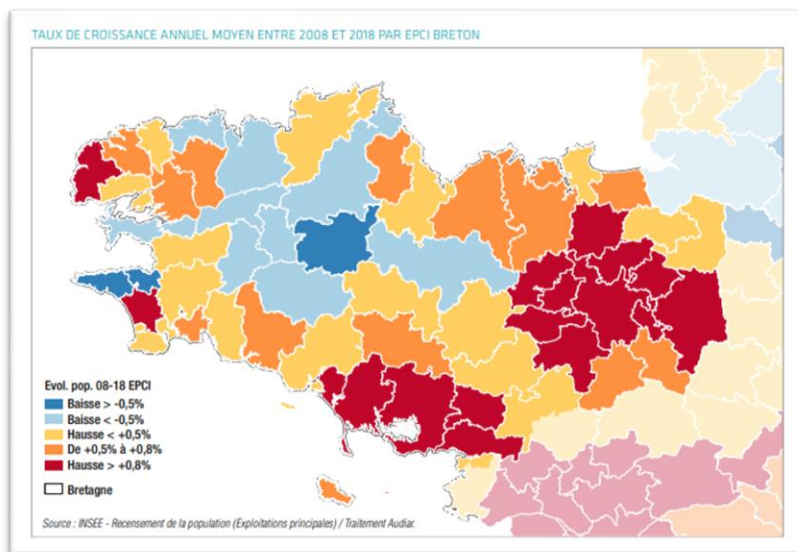 TAUX DE CROISSANCE ANNUEL MOYEN ENTRE 2008 ET 2018 PAR EPCI BRETON
Evol. pop. 08-18 EPCI
Baisse > -0,5%
Baisse < -0,5%
Hausse < +0,5%
De +0,5% à +0,8%
Hausse > +0,8%
Bretagne
Source : INSEE - Recensement de la population (Exploitations principales) / Traitement Audiar.